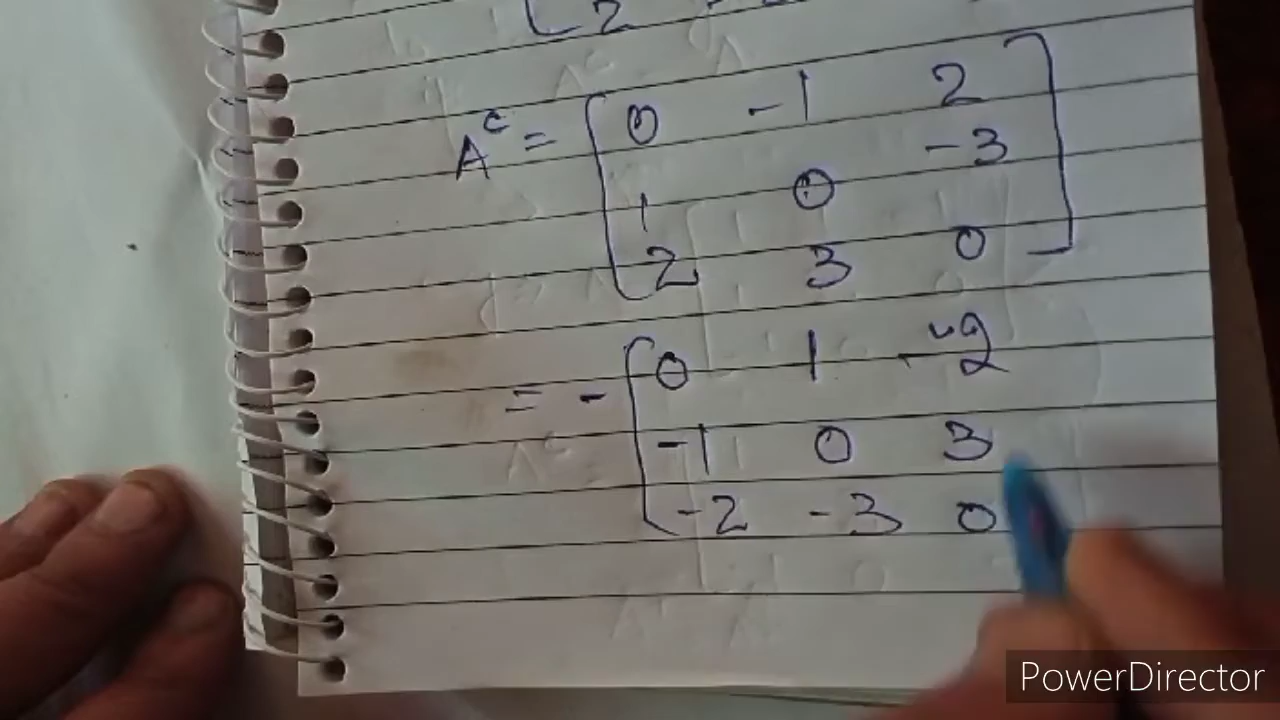 2
A^c = [ 0 -1 2
1 0 -3
2 3 0 ]
= - [ 0 1 -2
-1 0 3
-2 -3 0
PowerDirector